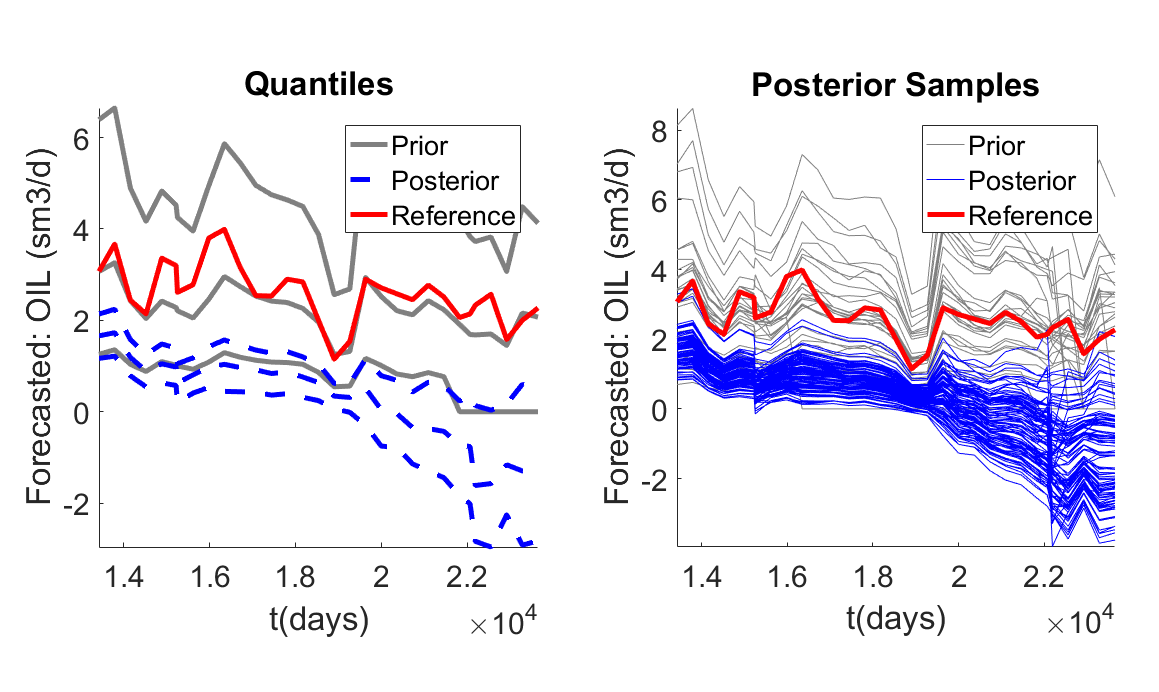 Quantiles
Forecasted: OIL (sm3/d)
6
4
2
0
-2
Prior
Posterior
Reference
1.4
1.6
1.8
2
2.2
t(days)
×10^4
Posterior Samples
Forecasted: OIL (sm3/d)
8
6
4
2
0
-2
Prior
Posterior
Reference
1.4
1.6
1.8
2
2.2
t(days)
×10^4